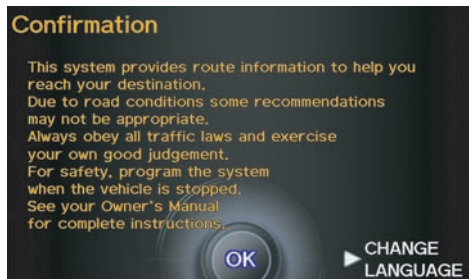 Confirmation
This system provides route information to help you
reach your destination.
Due to road conditions some recommendations
may not be appropriate.
Always obey all traffic laws and exercise
your own good judgement.
For safety, program the system
when the vehicle is stopped.
See your Owner's Manual
for complete instructions.
OK
CHANGE
LANGUAGE